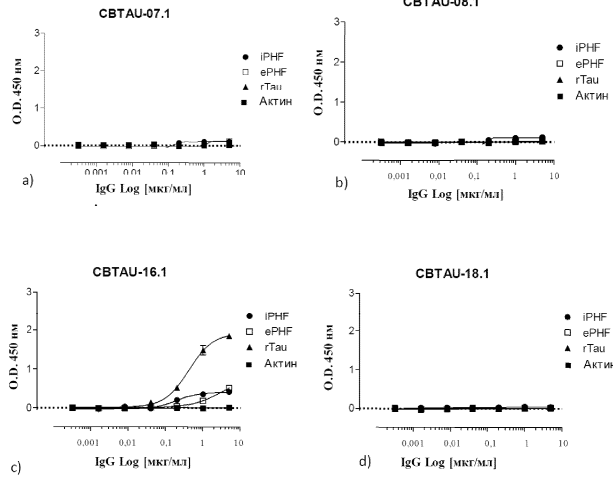 CBTAU-07.1
3
2
1
0
O.D. 450 нм
0.001 0.01 0.1 1 10
IgG Log [мкг/мл]
iPHF
ePHF
rTau
Актин
a)
CBTAU-08.1
3
2
1
0
O.D. 450 нм
0,001 0,01 0,1 1 10
IgG Log [мкг/мл]
iPHF
ePHF
rTau
Актин
b)
CBTAU-16.1
3
2
1
0
O.D. 450 нм
0.001 0.01 0.1 1 10
IgG Log [мкг/мл]
iPHF
ePHF
rTau
Актин
c)
CBTAU-18.1
3
2
1
0
O.D. 450 нм
0.001 0.01 0.1 1 10
IgG Log [мкг/мл]
iPHF
ePHF
rTau
Актин
d)